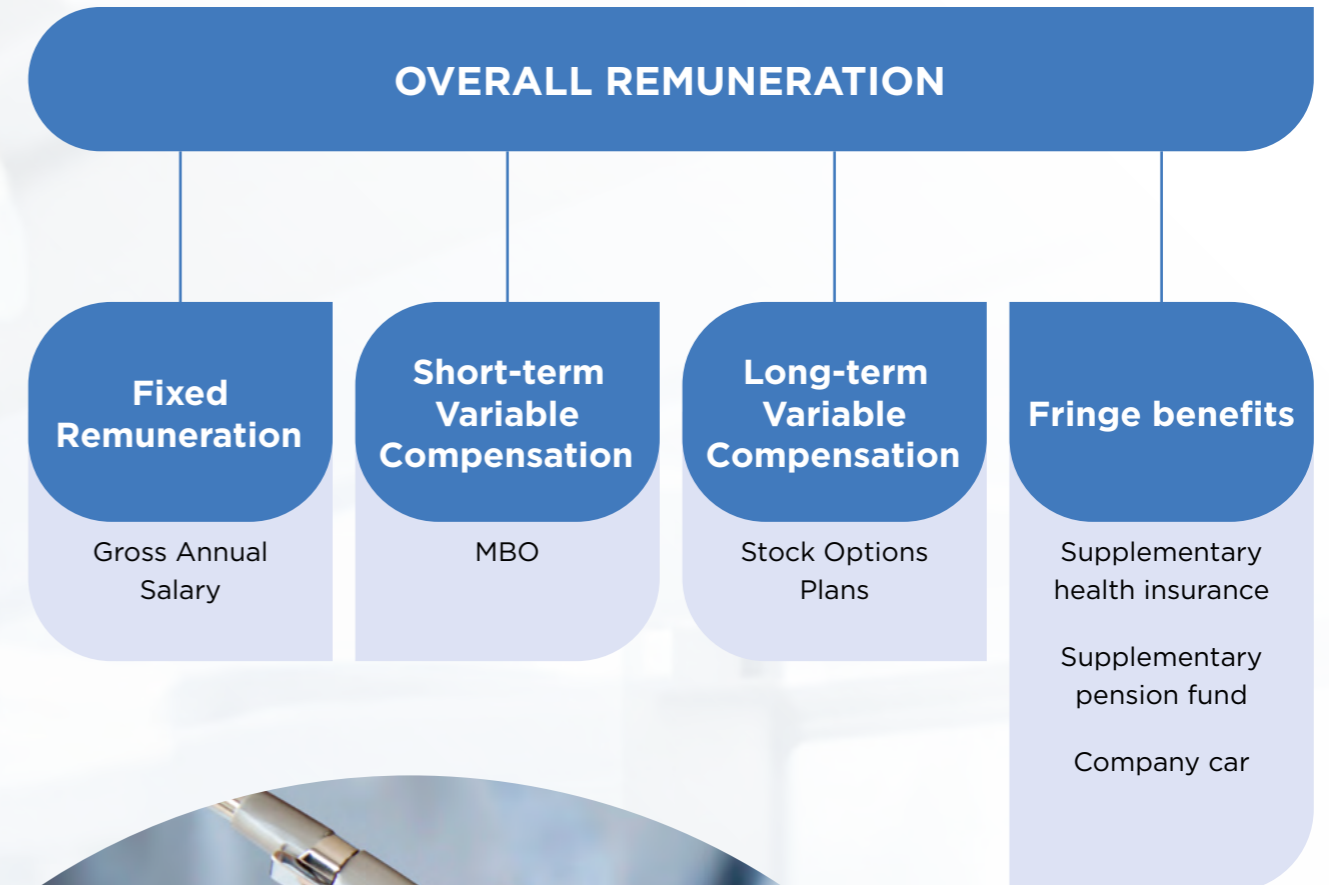 OVERALL REMUNERATION
Fixed
Remuneration
Gross Annual
Salary
Short-term
Variable
Compensation
MBO
Long-term
Variable
Compensation
Stock Options
Plans
Fringe benefits
Supplementary
health insurance
Supplementary
pension fund
Company car